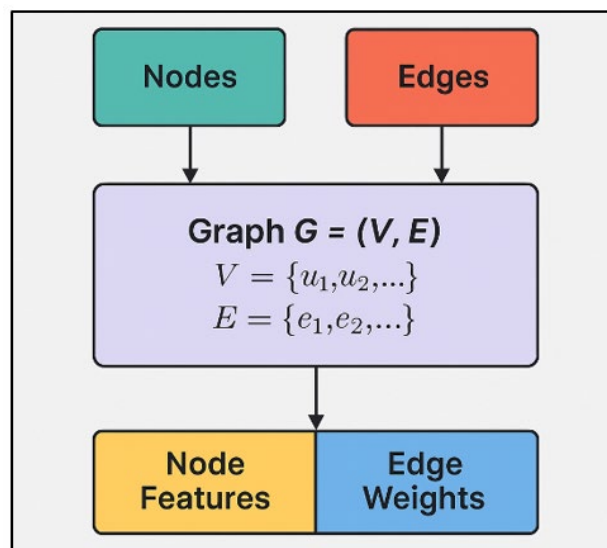 Nodes
Edges
Graph G = (V, E)
V = {u₁,u₂,...}
E = {e₁,e₂,...}
Node
Features
Edge
Weights